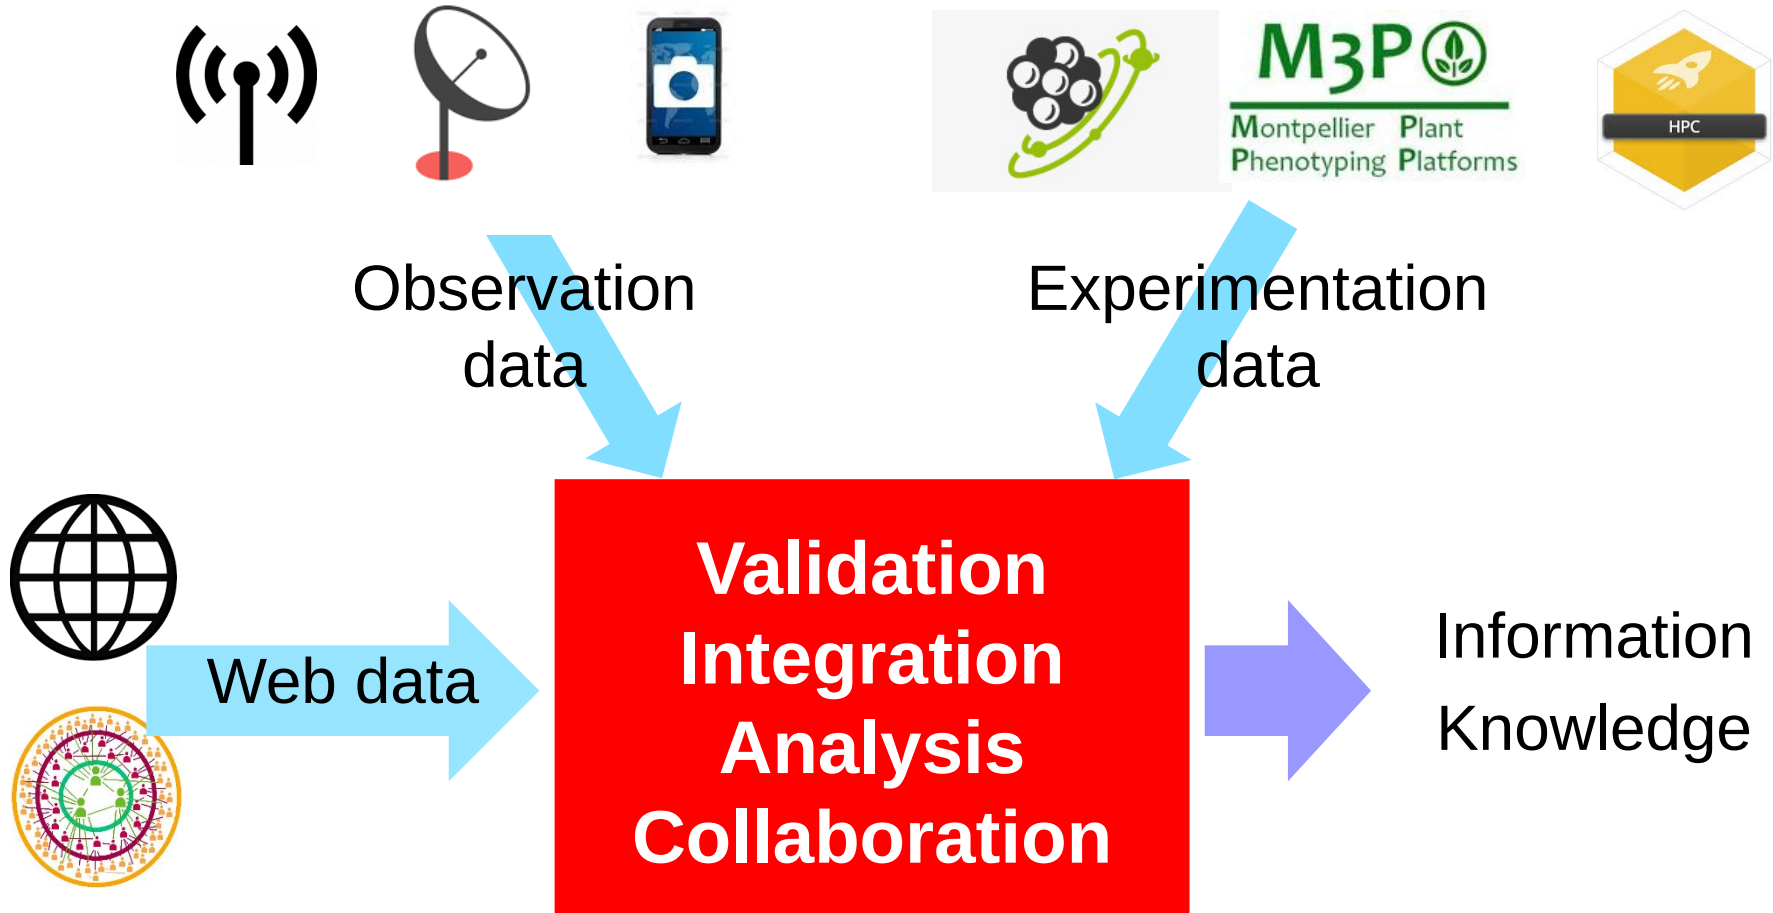 M3P
Montpellier Plant
Phenotyping Platforms
HPC
Observation
data
Experimentation
data
Web data
Validation
Integration
Analysis
Collaboration
Information
Knowledge